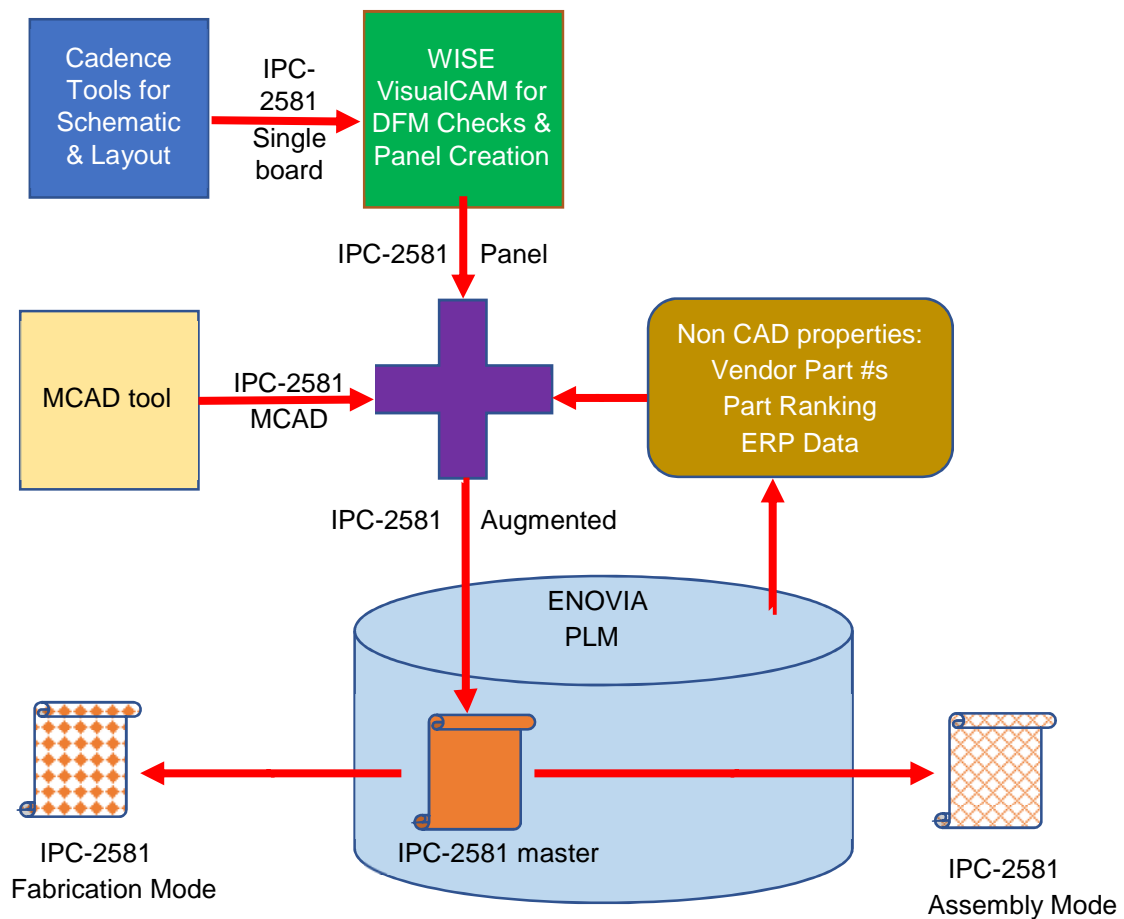 Cadence
Tools for
Schematic
& Layout
IPC-
2581
Single
board
WISE
VisualCAM for
DFM Checks &
Panel Creation
IPC-2581 Panel
MCAD tool
IPC-2581
MCAD
Non CAD properties:
Vendor Part #s
Part Ranking
ERP Data
IPC-2581 Augmented
ENOVIA
PLM
IPC-2581 master
IPC-2581
Fabrication Mode
IPC-2581
Assembly Mode